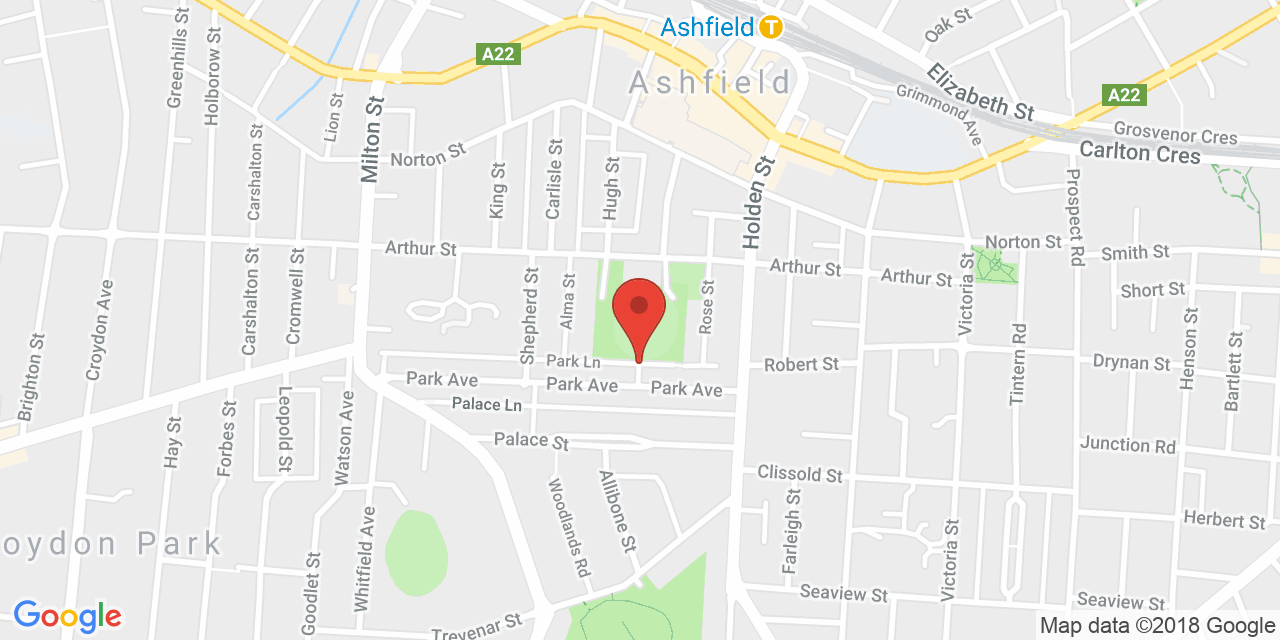 Ashfield T
Oak St
A22
Ashfield
Elizabeth St
A22
Greenhills St
Holborow St
Lion St
Milton St
Grimmond Ave
Grosvenor Cres
Carlton Cres
Norton St
Carshalton St
King St
Carlisle St
Hugh St
Holden St
Prospect Rd
Arthur St
Norton St
Smith St
Arthur St
Arthur St
Victoria St
Short St
Carshalton St
Cromwell St
Croydon Ave
Brighton St
Shepherd St
Alma St
Rose St
Tintern Rd
Henson St
Bartlett St
Park Ln
Robert St
Drynan St
Park Ave
Park Ave
Park Ave
Palace Ln
Palace St
Junction Rd
Hay St
Forbes St
Leopold St
Watson Ave
Clissold St
Woodlands Rd
Allibone St
Farleigh St
Victoria St
Herbert St
oydon Park
Whitfield Ave
Goodlet St
Seaview St
Seaview St
Trevenar St
Google
Map data ©2018 Google